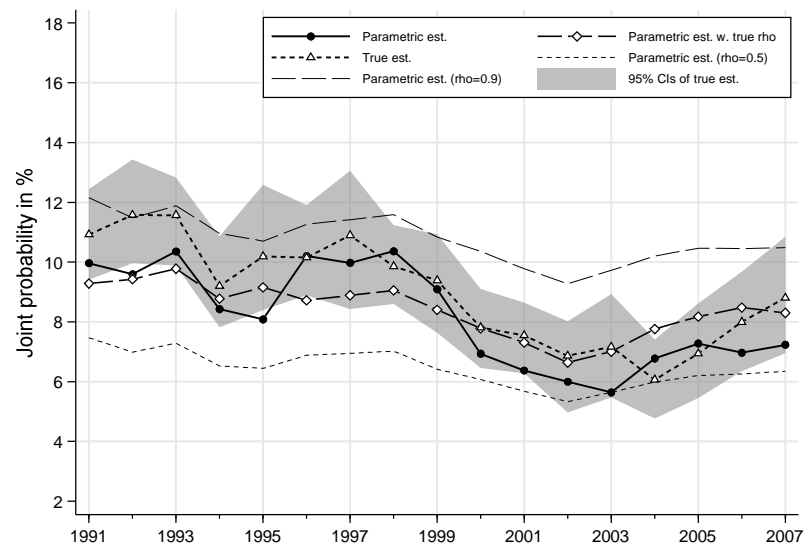 18
16
14
12
10
8
6
4
2
Joint probability in %
Parametric est.
True est.
Parametric est. (rho=0.9)
Parametric est. w. true rho
Parametric est. (rho=0.5)
95% CIs of true est.
1991 1993 1995 1997 1999 2001 2003 2005 2007